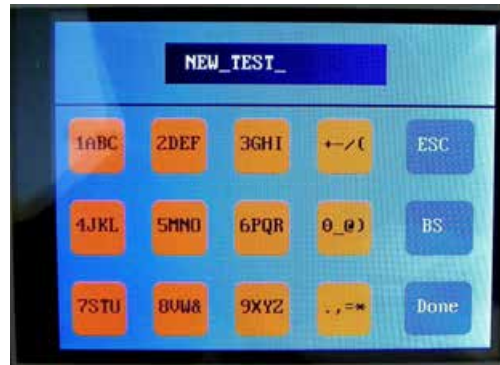 NEW_TEST_
1ABC 2DEF 3GHI +-/( ESC
4JKL 5MNO 6PQR 0_@) BS
7STU 8VW& 9XYZ .,=* Done